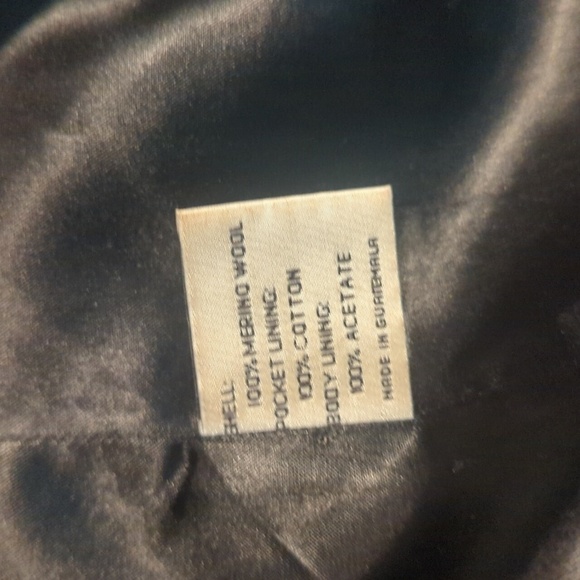 SHELL:
100% MERINO WOOL
POCKET LINING:
100% COTTON
BODY LINING:
100% ACETATE
MADE IN GUATEMALA